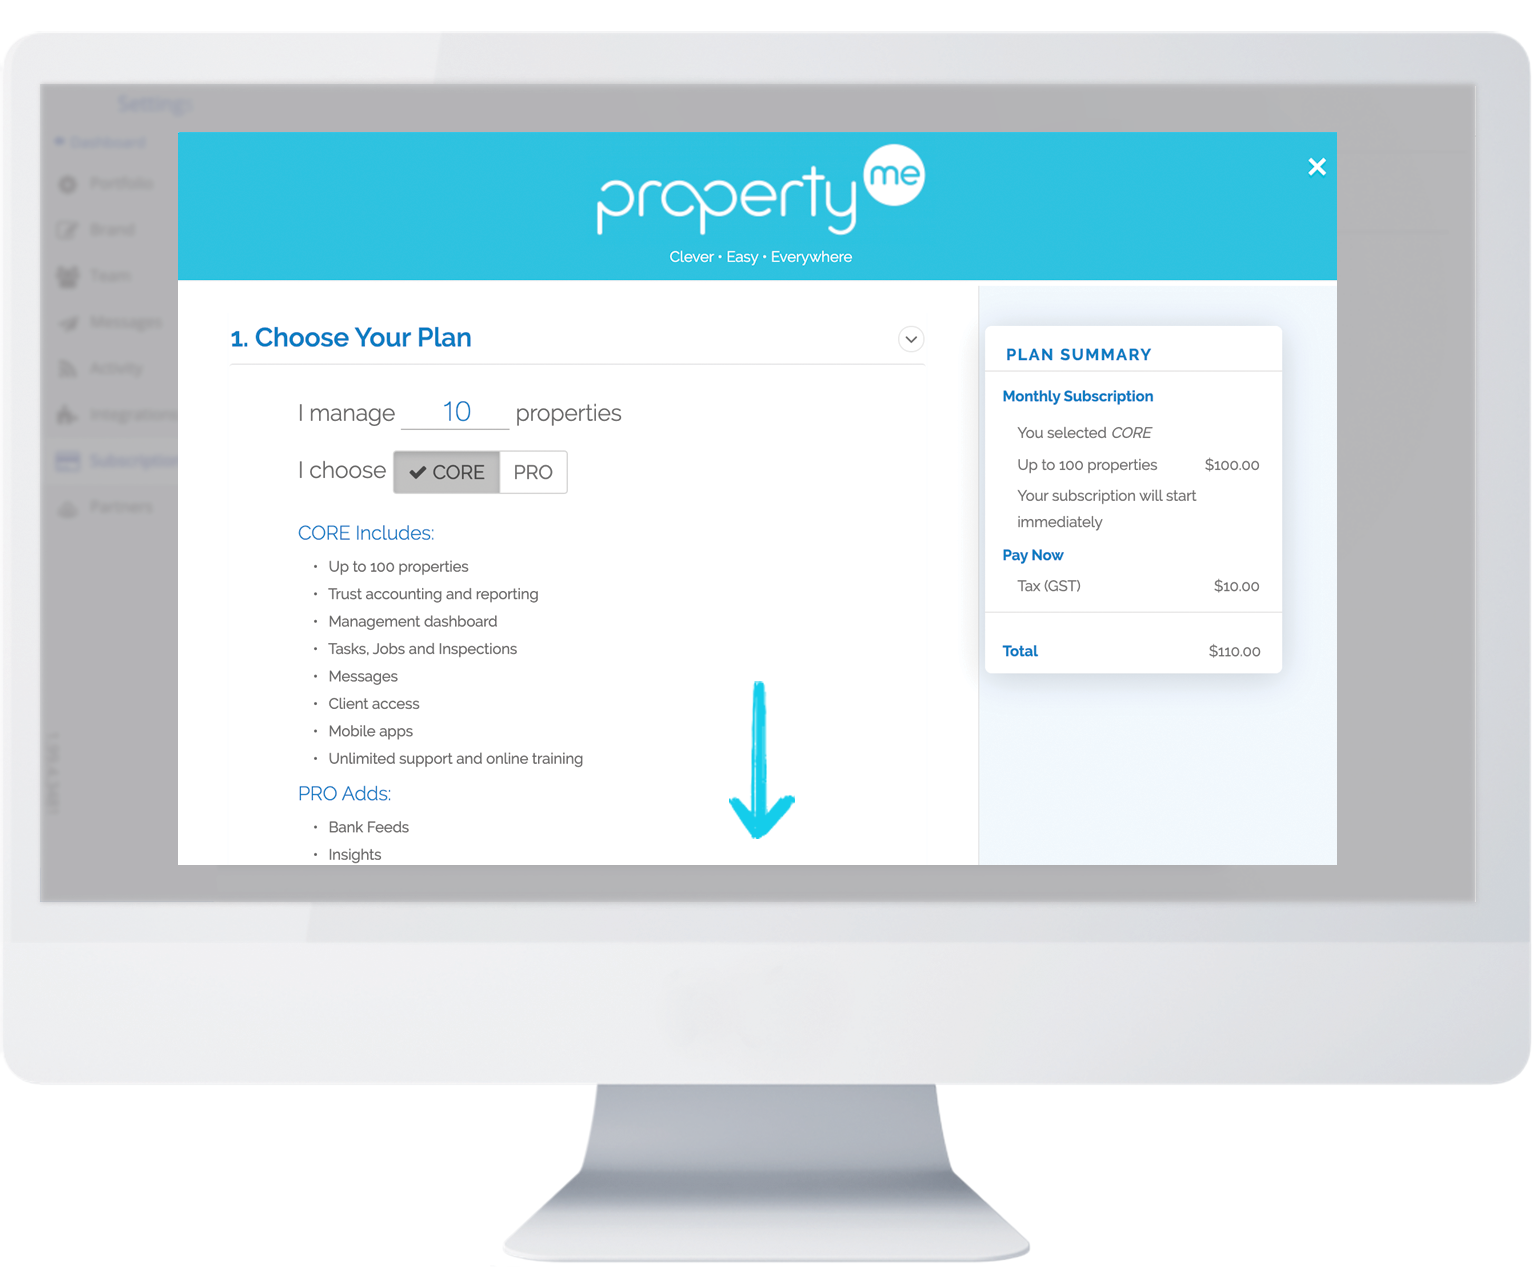 Settings
Dashboard
Portfolio
Brand
Team
Messages
Activity
Integrations
Subscription
Partners
property me
Clever • Easy • Everywhere
1. Choose Your Plan
I manage 10 properties
I choose CORE PRO
CORE Includes:
• Up to 100 properties
• Trust accounting and reporting
• Management dashboard
• Tasks, Jobs and Inspections
• Messages
• Client access
• Mobile apps
• Unlimited support and online training
PRO Adds:
• Bank Feeds
• Insights
PLAN SUMMARY
Monthly Subscription
You selected CORE
Up to 100 properties $100.00
Your subscription will start
immediately
Pay Now
Tax (GST) $10.00
Total $110.00